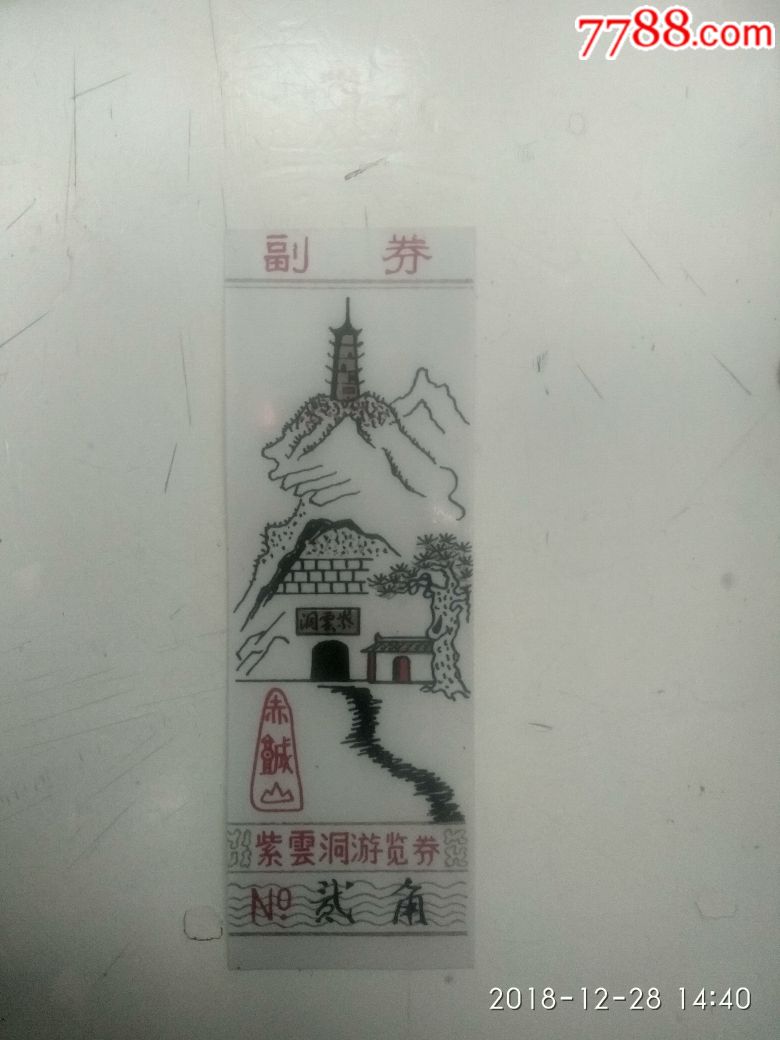 7788.com
副 券
洞雲紫
赤
城
山
紫雲洞游览券
№ 贰 角
2018-12-28 14:40